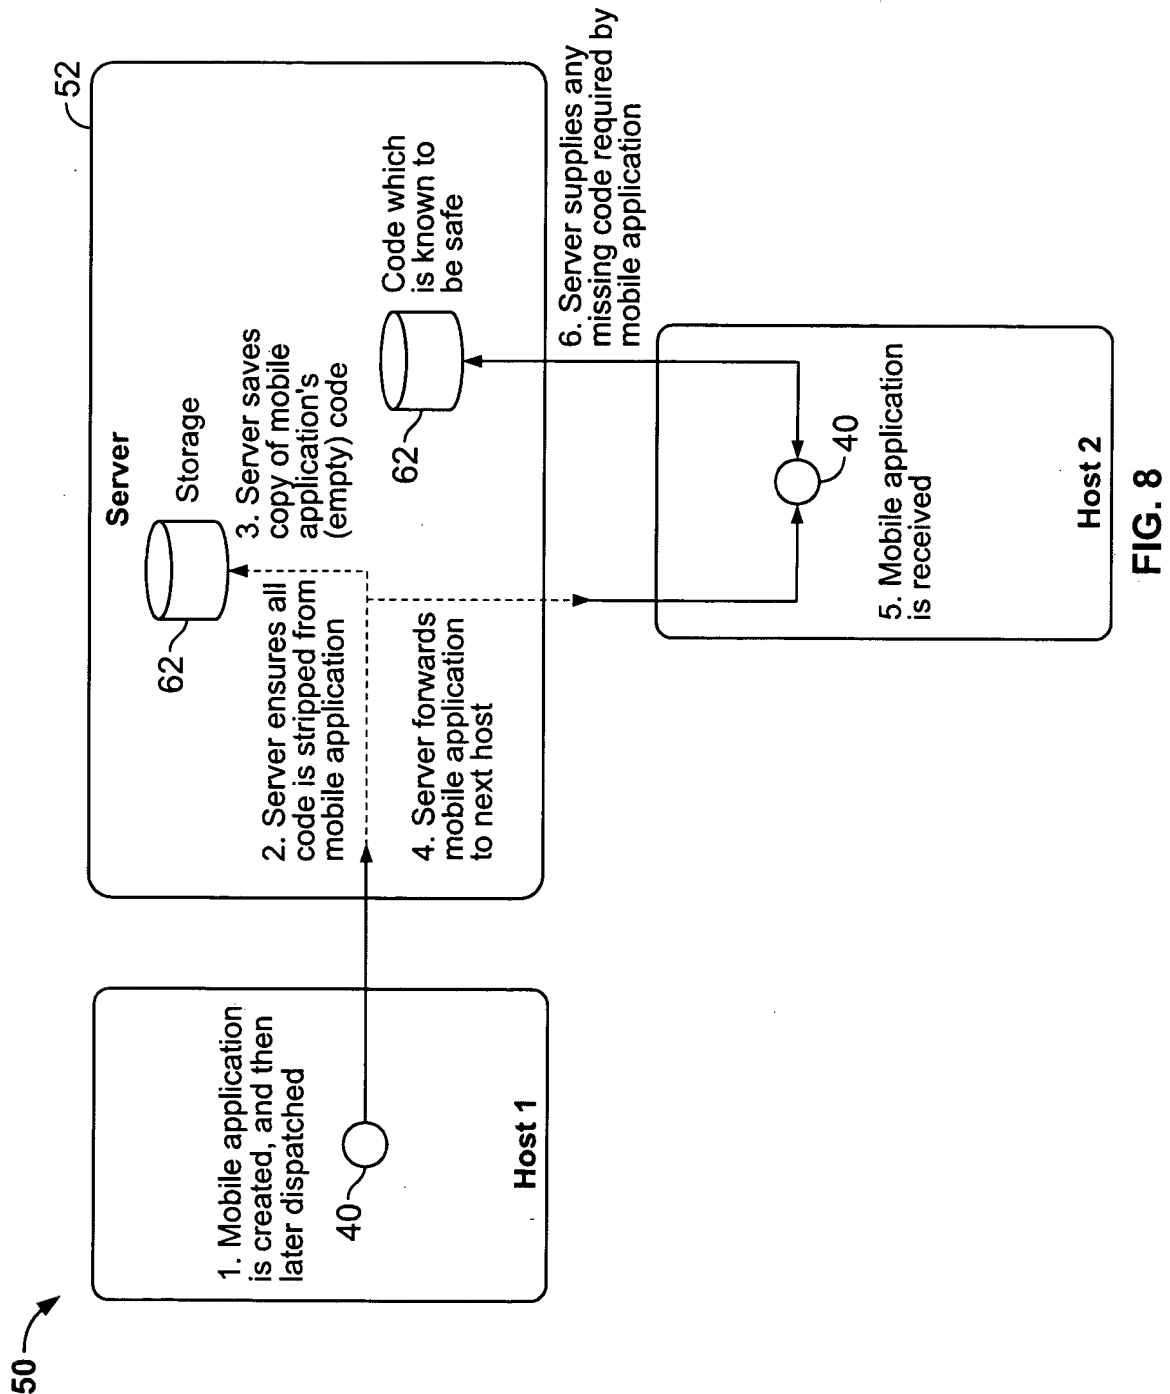 50
52
Server
Storage
62
2. Server ensures all
code is stripped from
mobile application
3. Server saves
copy of mobile
application's
(empty) code
Code which
is known to
be safe
62
4. Server forwards
mobile application
to next host
1. Mobile application
is created, and then
later dispatched
40
Host 1
6. Server supplies any
missing code required by
mobile application
40
5. Mobile application
is received
Host 2
FIG. 8